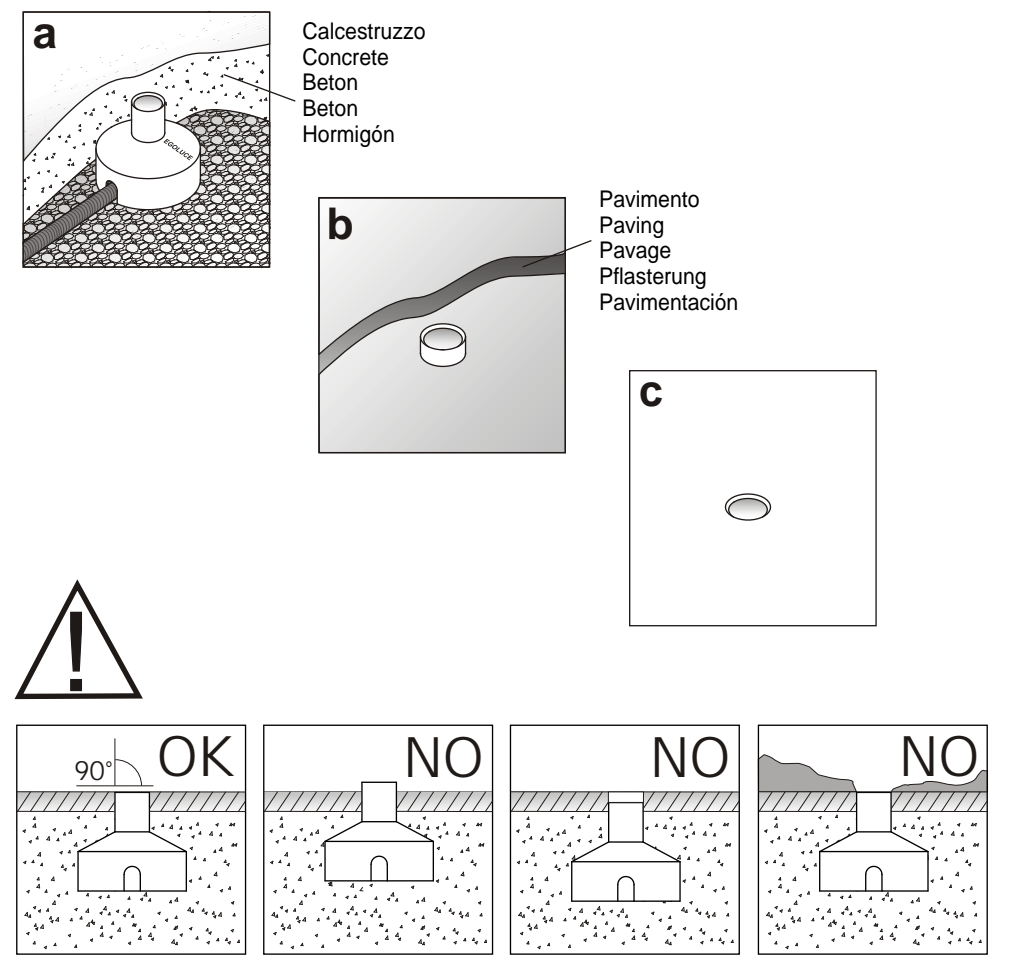 a
Calcestruzzo
Concrete
Beton
Beton
Hormigón
EGOLUCE
b
Pavimento
Paving
Pavage
Pflasterung
Pavimentación
c
!
90°
OK
NO
NO
NO